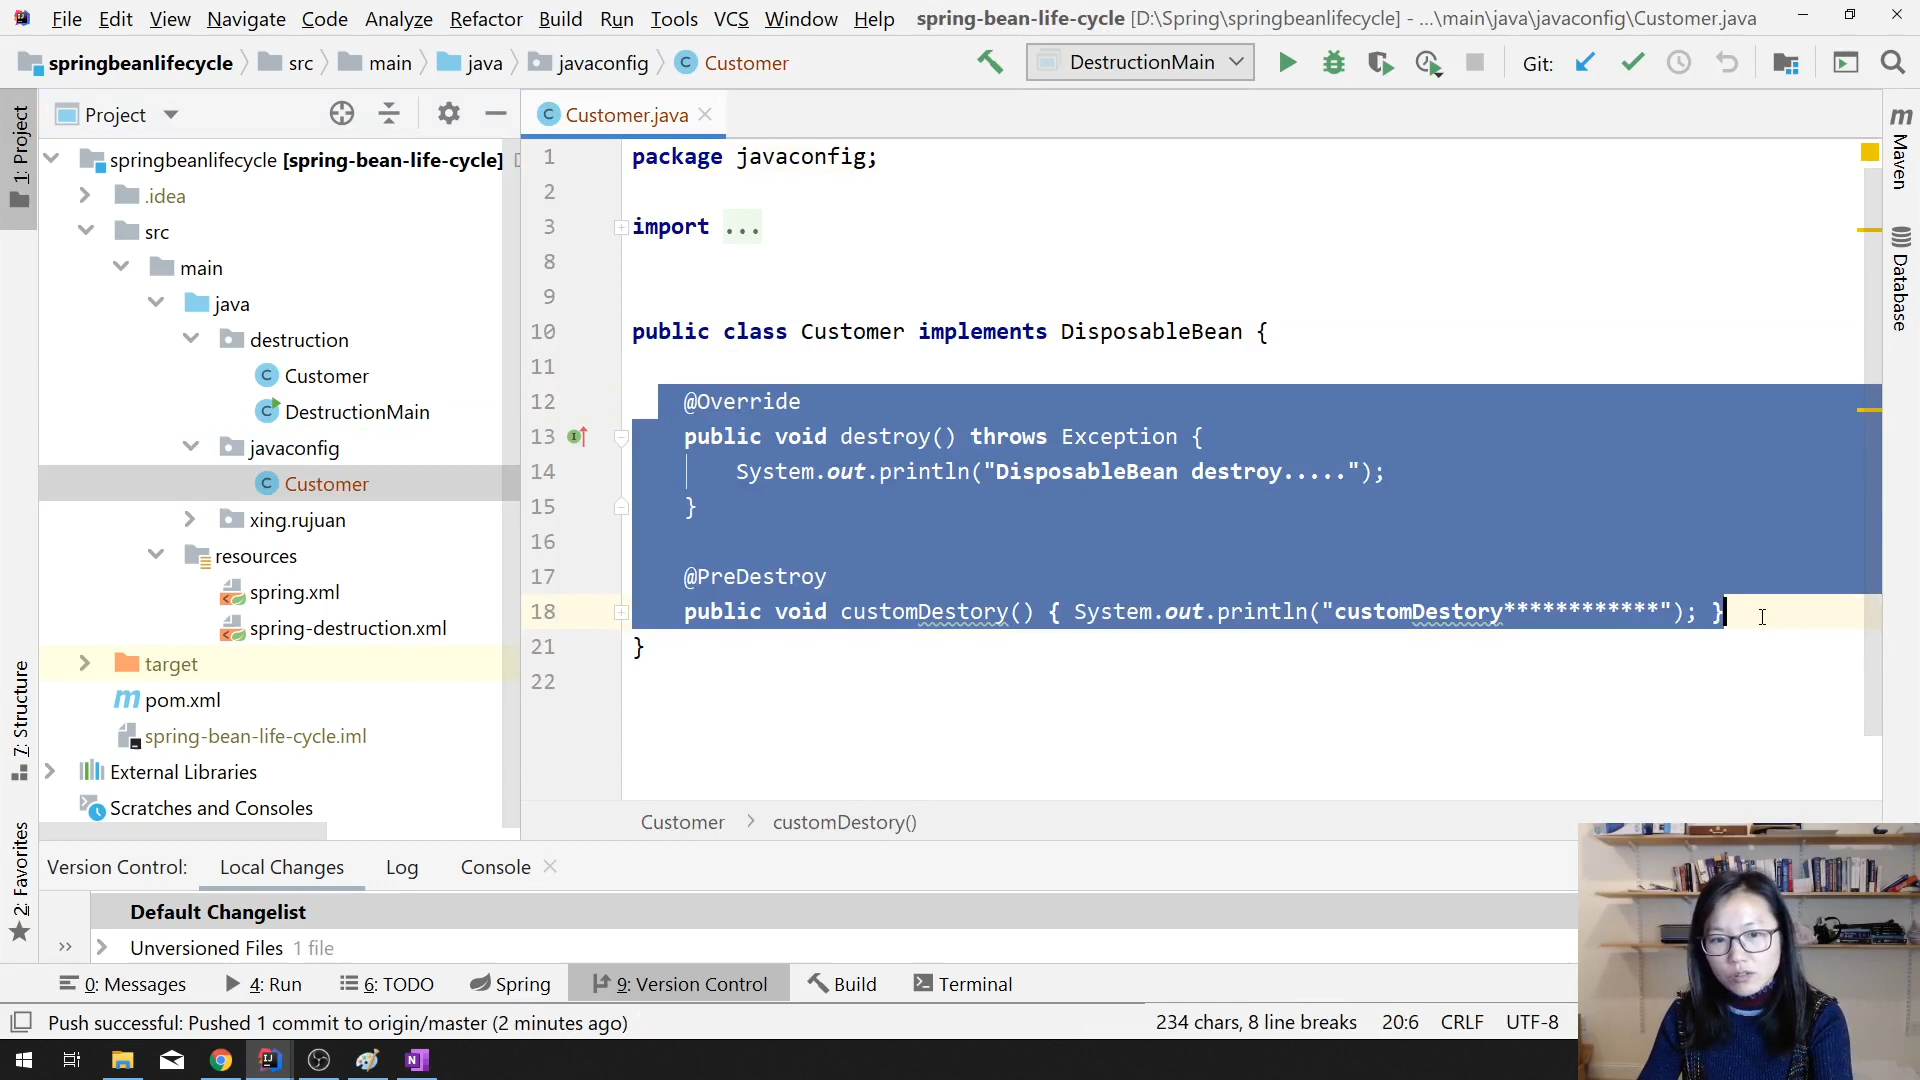 File Edit View Navigate Code Analyze Refactor Build Run Tools VCS Window Help spring-bean-life-cycle [D:\Spring\springbeanlifecycle] - ...\main\java\javaconfig\Customer.java
springbeanlifecycle src main java javaconfig Customer DestructionMain Git:
Project
Customer.java
1: Project
7: Structure
2: Favorites
Maven
Database
springbeanlifecycle [spring-bean-life-cycle]
.idea
src
main
java
destruction
Customer
DestructionMain
javaconfig
Customer
xing.rujuan
resources
spring.xml
spring-destruction.xml
target
pom.xml
spring-bean-life-cycle.iml
External Libraries
Scratches and Consoles
1 package javaconfig;
2
3 import ...
8
9
10 public class Customer implements DisposableBean {
11
12 @Override
13 public void destroy() throws Exception {
14 System.out.println("DisposableBean destroy.....");
15 }
16
17 @PreDestroy
18 public void customDestory() { System.out.println("customDestory************"); }
21 }
22
Customer > customDestory()
Version Control: Local Changes Log Console
Default Changelist
Unversioned Files 1 file
0: Messages 4: Run 6: TODO Spring 9: Version Control Build Terminal
Push successful: Pushed 1 commit to origin/master (2 minutes ago) 234 chars, 8 line breaks 20:6 CRLF UTF-8